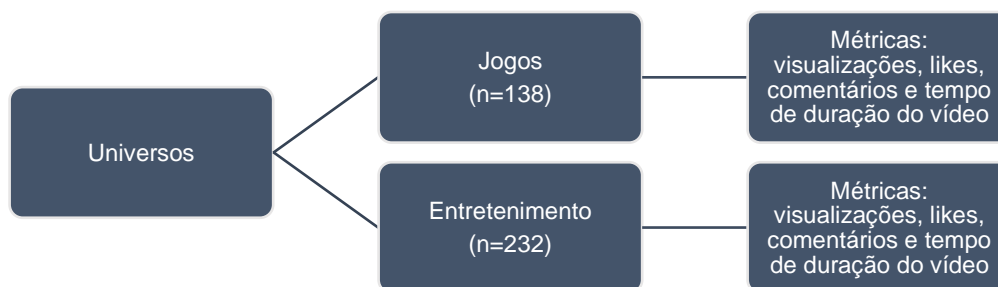 Universos
Jogos
(n=138)
Métricas:
visualizações, likes,
comentários e tempo
de duração do vídeo
Entretenimento
(n=232)
Métricas:
visualizações, likes,
comentários e tempo
de duração do vídeo